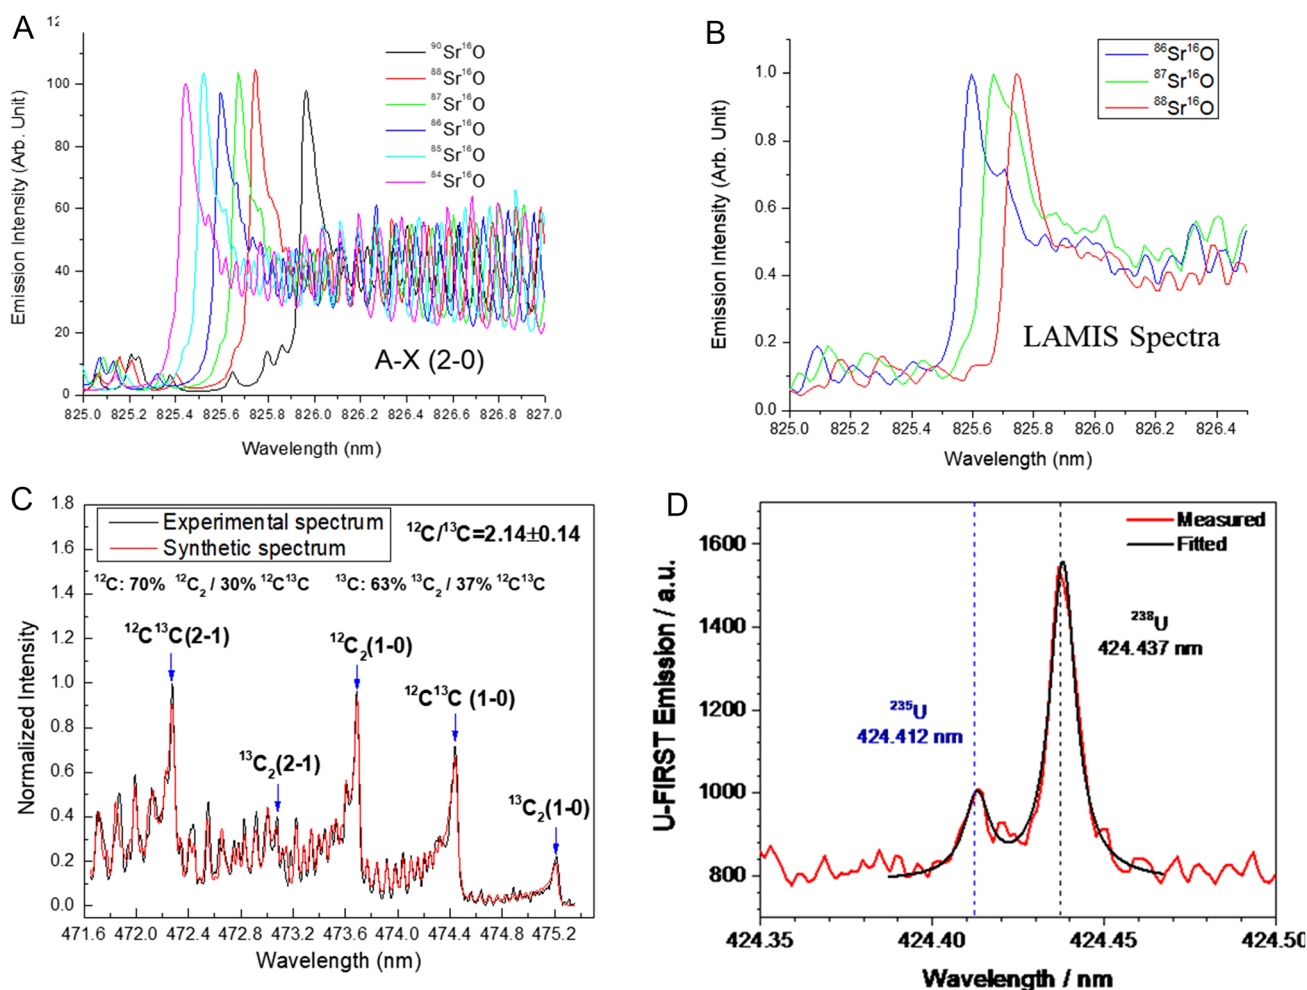 A
12
100
80
60
40
20
0
Emission Intensity (Arb. Unit)
⁹⁰Sr¹⁶O
⁸⁸Sr¹⁶O
⁸⁷Sr¹⁶O
⁸⁶Sr¹⁶O
⁸⁵Sr¹⁶O
⁸⁴Sr¹⁶O
A-X (2-0)
825.0 825.2 825.4 825.6 825.8 826.0 826.2 826.4 826.6 826.8 827.0
Wavelength (nm)
B
1.0
0.8
0.6
0.4
0.2
0.0
Emission Intensity (Arb. Unit)
⁸⁶Sr¹⁶O
⁸⁷Sr¹⁶O
⁸⁸Sr¹⁶O
LAMIS Spectra
825.0 825.2 825.4 825.6 825.8 826.0 826.2 826.4
Wavelength (nm)
C
1.8
1.6
1.4
1.2
1.0
0.8
0.6
0.4
0.2
0.0
Normalized Intensity
Experimental spectrum
Synthetic spectrum
¹²C/¹³C=2.14±0.14
¹²C: 70% ¹²C₂ / 30% ¹²C¹³C ¹³C: 63% ¹³C₂ / 37% ¹²C¹³C
¹²C¹³C(2-1)
¹²C₂(1-0)
¹²C¹³C (1-0)
¹³C₂(2-1)
¹³C₂(1-0)
471.6 472.0 472.4 472.8 473.2 473.6 474.0 474.4 474.8 475.2
Wavelength (nm)
D
1600
1400
1200
1000
800
U-FIRST Emission / a.u.
Measured
Fitted
²³⁸U
424.437 nm
²³⁵U
424.412 nm
424.35 424.40 424.45 424.50
Wavelength / nm